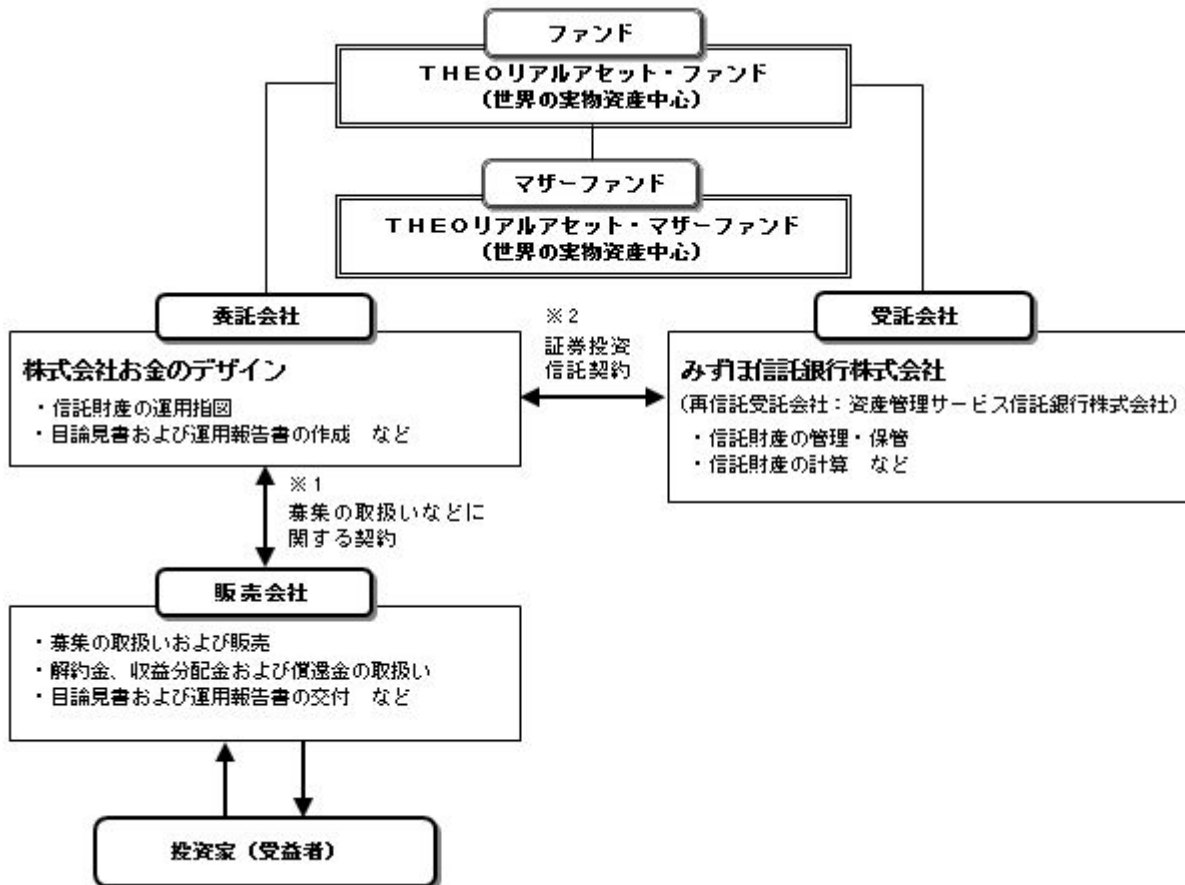 ファンド
THEOリアルアセット・ファンド
(世界の実物資産中心)
マザーファンド
THEOリアルアセット・マザーファンド
(世界の実物資産中心)
委託会社
株式会社お金のデザイン
・信託財産の運用指図
・目論見書および運用報告書の作成 など
※2
証券投資
信託契約
受託会社
みずほ信託銀行株式会社
(再信託受託会社:資産管理サービス信託銀行株式会社)
・信託財産の管理・保管
・信託財産の計算 など
※1
募集の取扱いなどに
関する契約
販売会社
・募集の取扱いおよび販売
・解約金、収益分配金および償還金の取扱い
・目論見書および運用報告書の交付 など
投資家(受益者)